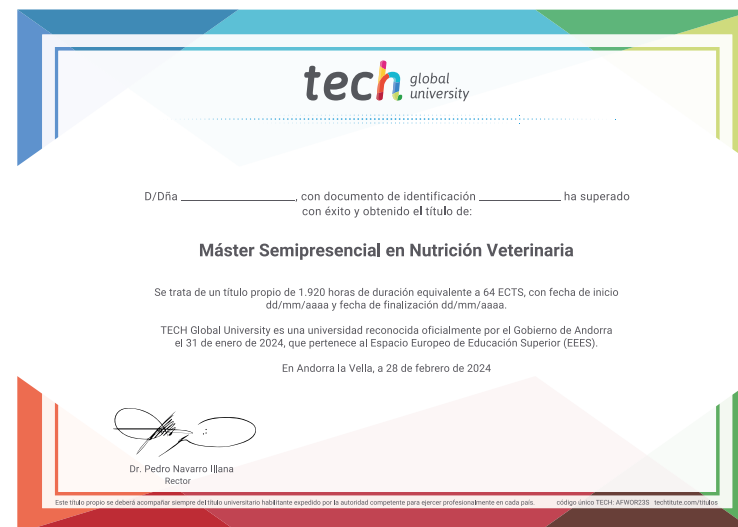 tech global university
D/Dña ____________, con documento de identificación ____________ ha superado
con éxito y obtenido el título de:
Máster Semipresencial en Nutrición Veterinaria
Se trata de un título propio de 1.920 horas de duración equivalente a 64 ECTS, con fecha de inicio
dd/mm/aaaa y fecha de finalización dd/mm/aaaa.
TECH Global University es una universidad reconocida oficialmente por el Gobierno de Andorra
el 31 de enero de 2024, que pertenece al Espacio Europeo de Educación Superior (EEES).
En Andorra la Vella, a 28 de febrero de 2024
Dr. Pedro Navarro Illana
Rector
Este título propio se deberá acompañar siempre del título universitario habilitante expedido por la autoridad competente para ejercer profesionalmente en cada país. código único TECH: AFWOR23S techtitute.com/titulos